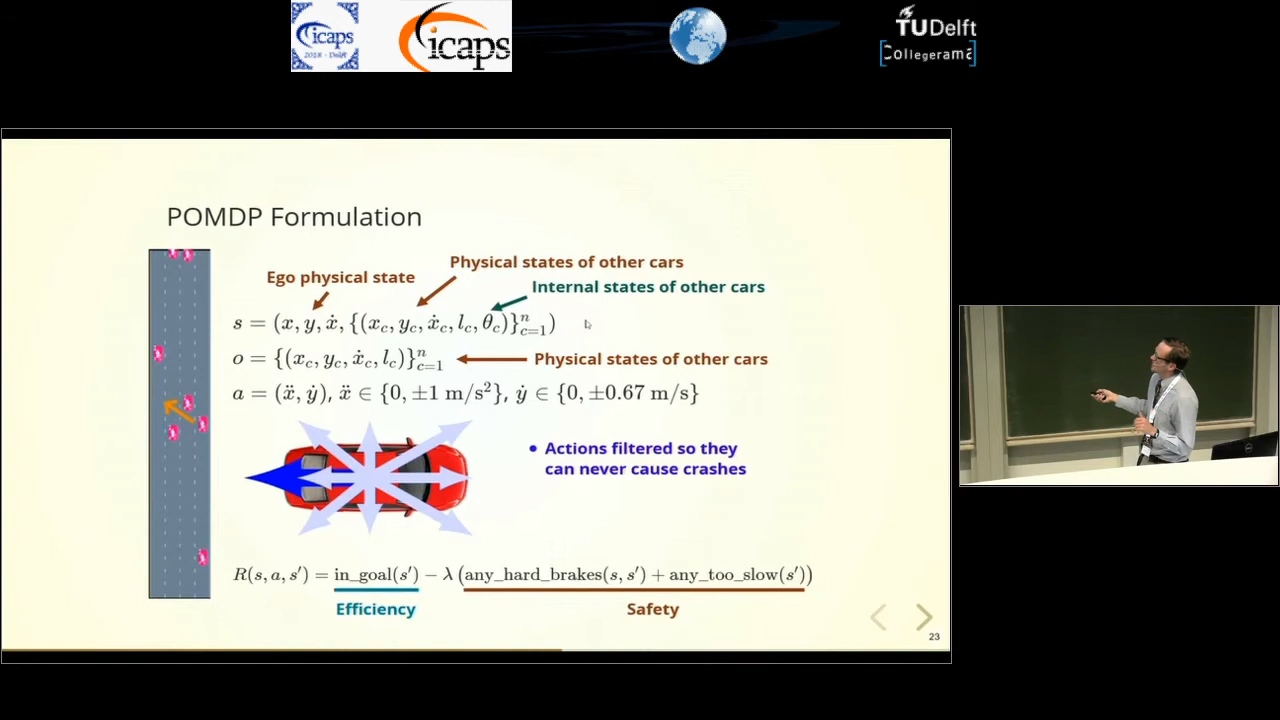 icaps
2018 - Delft
icaps
TUDelft
Collegerama
POMDP Formulation
Physical states of other cars
Ego physical state
Internal states of other cars
s = (x, y, ẋ, {(x_c, y_c, ẋ_c, l_c, θ_c)}_{c=1}^n)
o = {(x_c, y_c, ẋ_c, l_c)}_{c=1}^n
Physical states of other cars
a = (ẍ, ẏ), ẍ ∈ {0, ±1 m/s²}, ẏ ∈ {0, ±0.67 m/s}
• Actions filtered so they
can never cause crashes
R(s, a, s′) = in_goal(s′) − λ (any_hard_brakes(s, s′) + any_too_slow(s′))
Efficiency
Safety
23